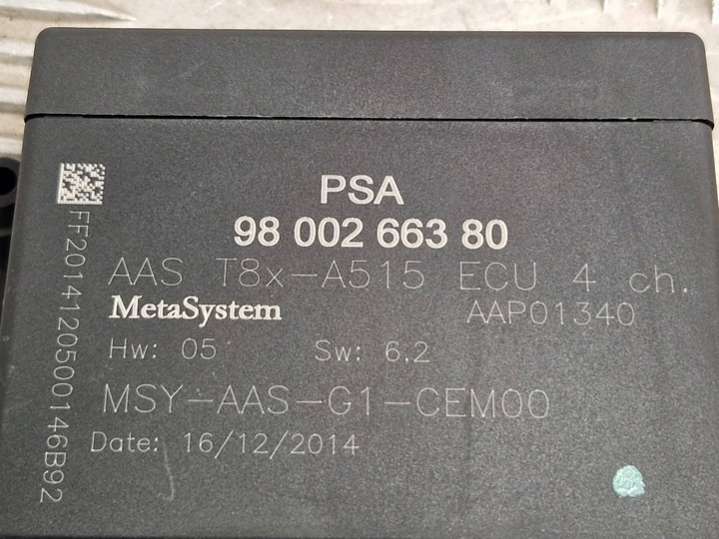 PSA
98 002 663 80
AAS T8x-A515 ECU 4 ch.
MetaSystem AAP01340
Hw: 05 Sw: 6.2
MSY-AAS-G1-CEM00
Date: 16/12/2014
FF2014120500146B92